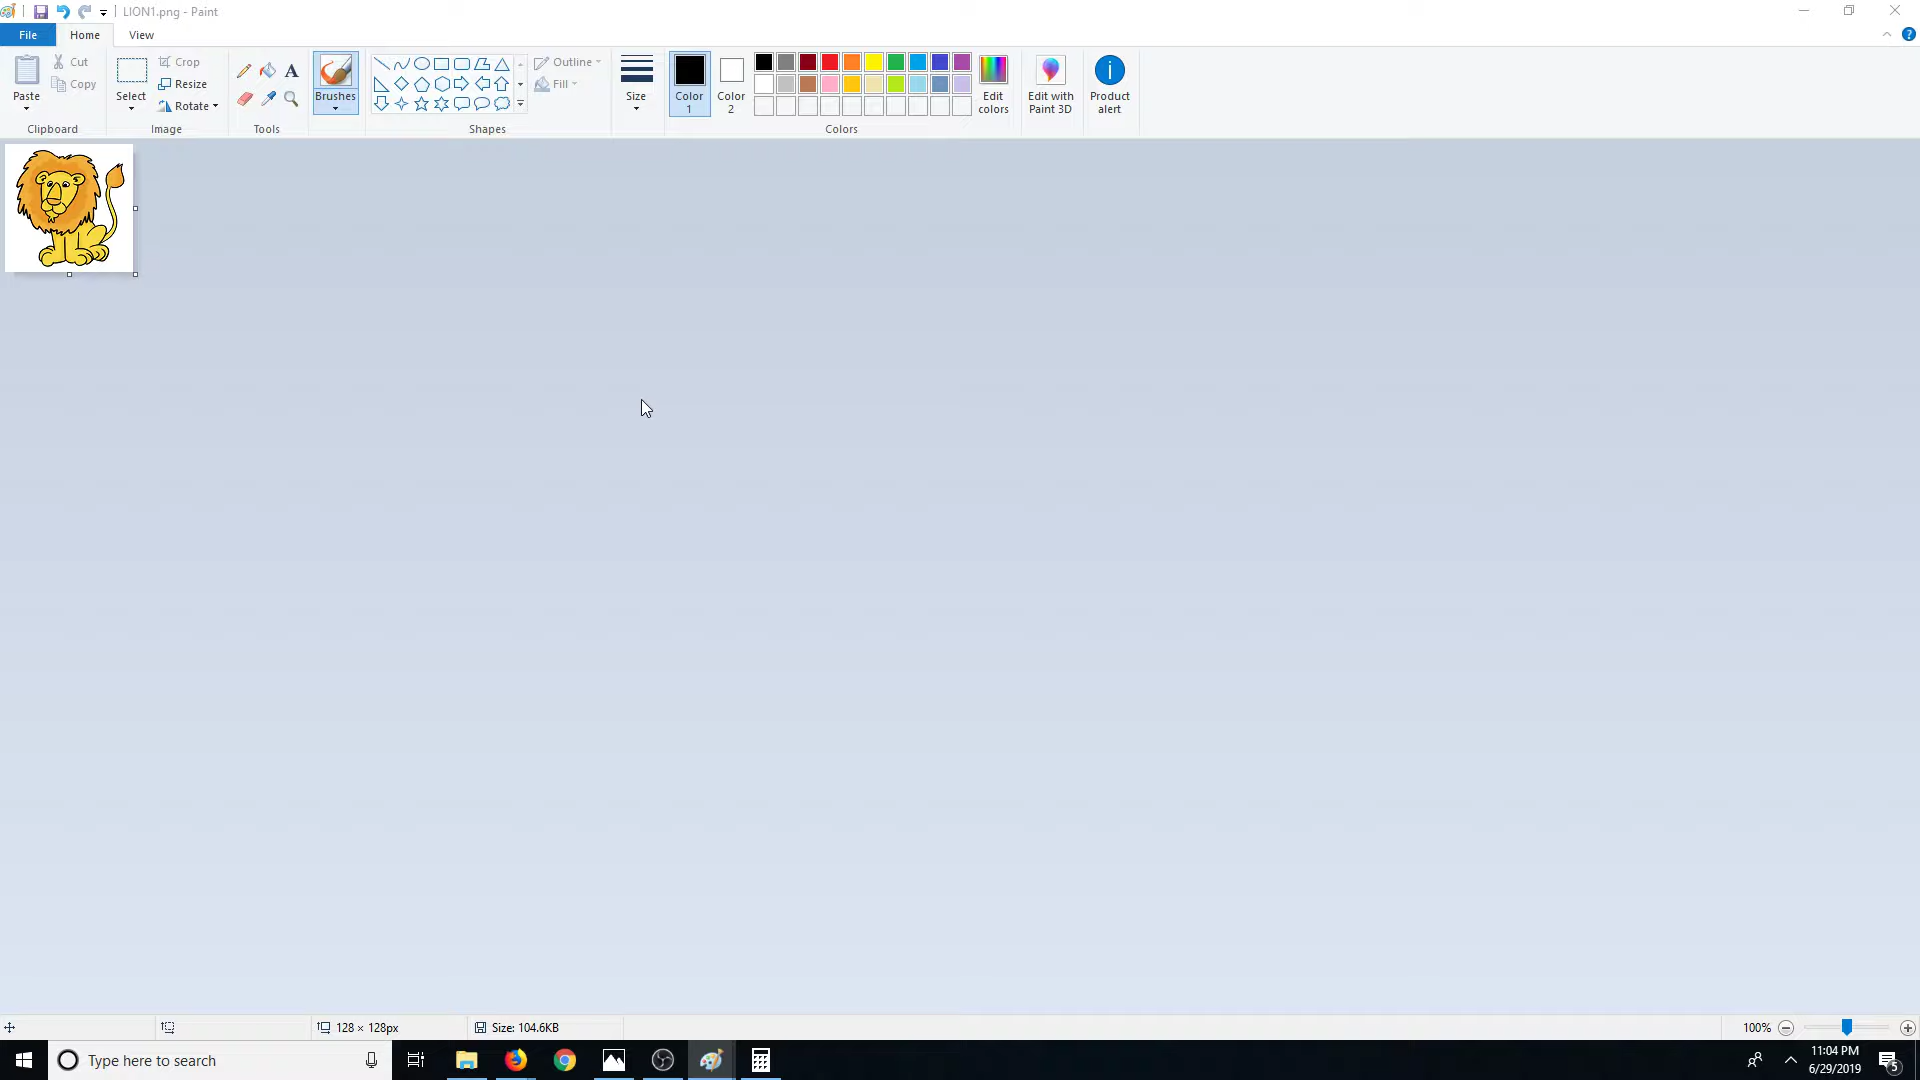 LION1.png - Paint
File Home View
Paste
Cut
Copy
Clipboard
Select
Crop
Resize
Rotate
Image
A
Tools
Brushes
Shapes
Outline
Fill
Size
Color 1
Color 2
Edit colors
Colors
Edit with Paint 3D
Product alert
128 × 128px
Size: 104.6KB
100%
Type here to search
11:04 PM
6/29/2019
5